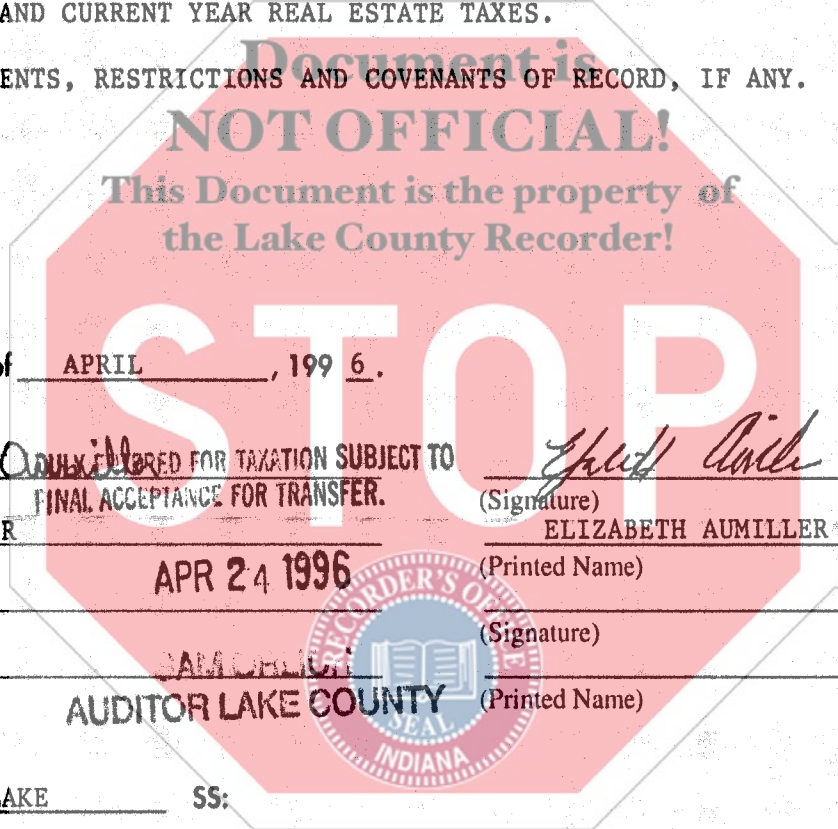 AND CURRENT YEAR REAL ESTATE TAXES.
Document is
ENTS, RESTRICTIONS AND COVENANTS OF RECORD, IF ANY.
NOT OFFICIAL!
This Document is the property of
the Lake County Recorder!
STOP
of APRIL, 199 6.
FOR TAXATION SUBJECT TO
FINAL ACCEPTANCE FOR TRANSFER.
(Signature)
R
ELIZABETH AUMILLER
APR 24 1996
(Printed Name)
RECORDER'S OFFICE
(Signature)
AUDITOR LAKE COUNTY
(Printed Name)
SEAL
INDIANA
AKE SS: